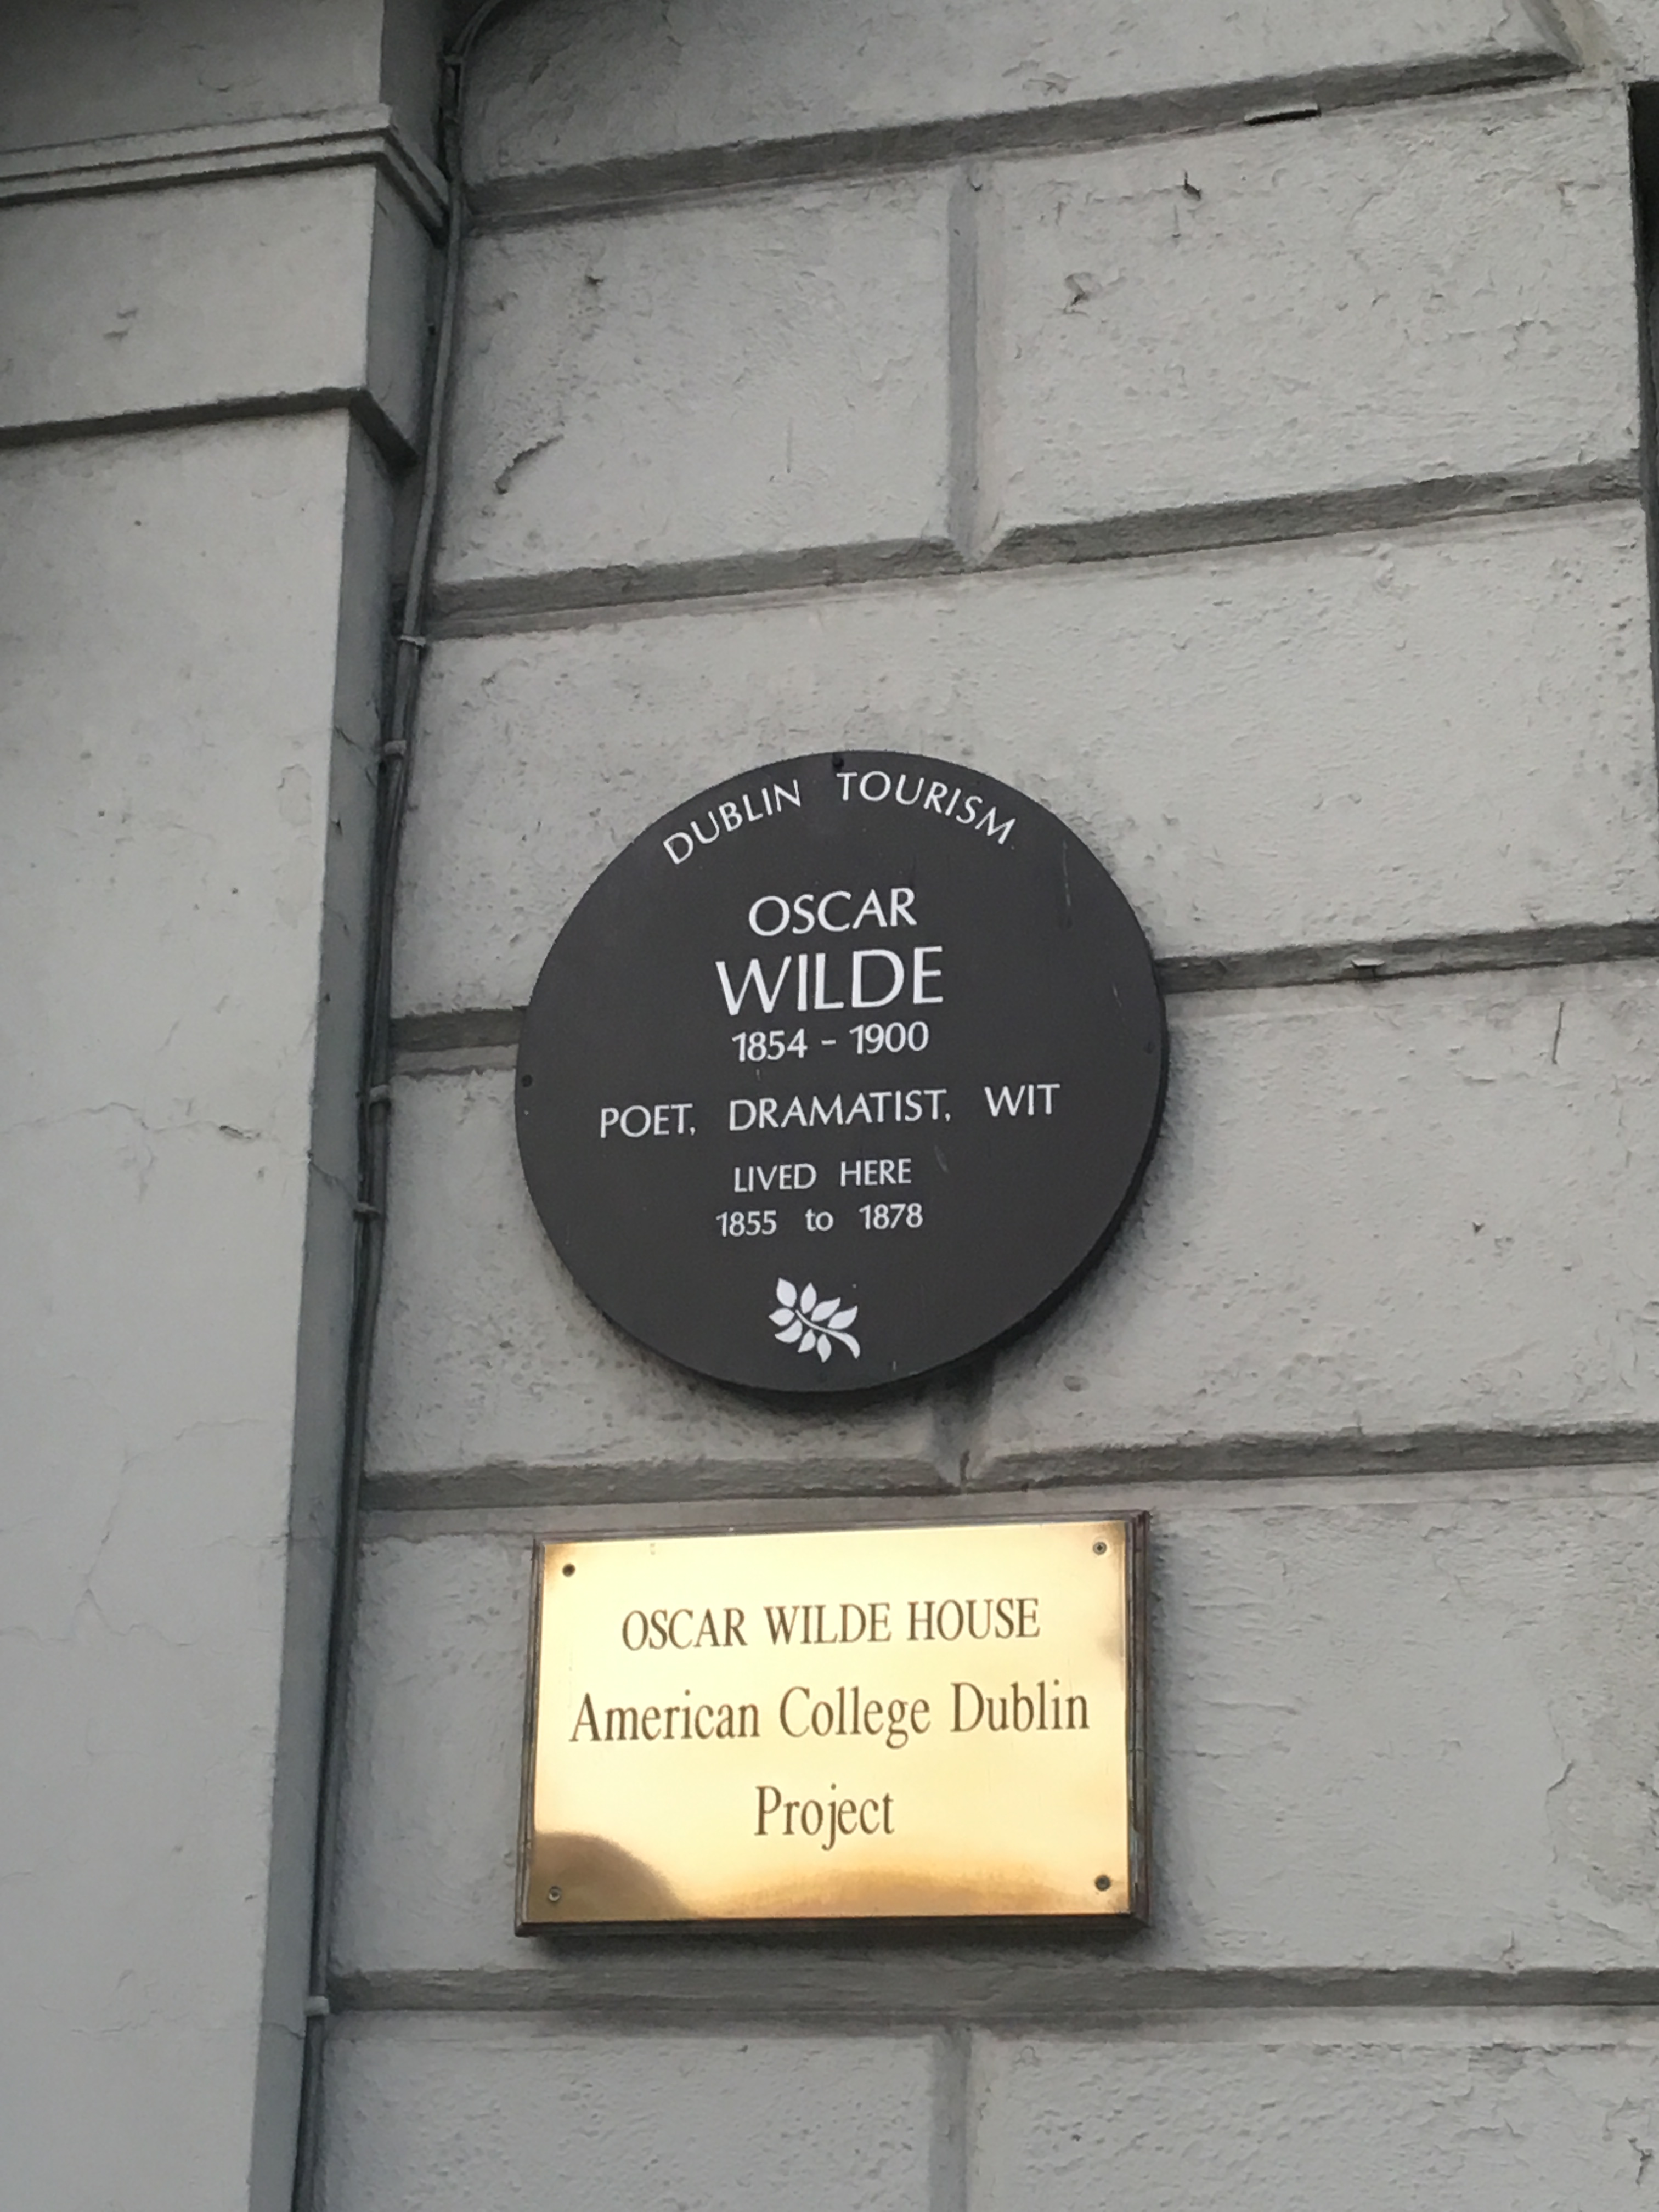 DUBLIN TOURISM
OSCAR
WILDE
1854 - 1900
POET, DRAMATIST, WIT
LIVED HERE
1855 to 1878
OSCAR WILDE HOUSE
American College Dublin
Project